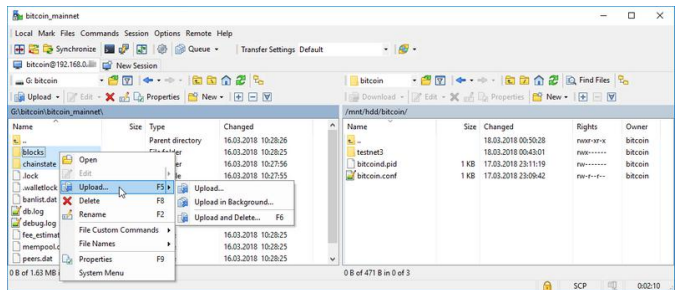 bitcoin_mainnet
Local Mark Files Commands Session Options Remote Help
Synchronize Queue Transfer Settings Default
bitcoin@192.168.0. New Session
G: bitcoin bitcoin Find Files
Upload Edit Properties New Download Edit Properties New
G:\bitcoin\bitcoin_mainnet\ /mnt/hdd/bitcoin/
Name Size Type Changed Name Size Changed Rights Owner
.. Parent directory 16.03.2018 10:28:26 .. 18.03.2018 00:50:28 rwxr-xr-x bitcoin
blocks 16.03.2018 10:28:26 testnet3 18.03.2018 00:43:01 rwx------ bitcoin
chainstate Open 16.03.2018 10:27:56 bitcoind.pid 1 KB 17.03.2018 23:11:19 rw------- bitcoin
.lock Edit 16.03.2018 10:27:55 bitcoin.conf 1 KB 17.03.2018 23:09:42 rw-r--r-- bitcoin
.walletlock Upload... F5 Upload...
banlist.dat Delete F8 Upload in Background...
db.log Rename F2 Upload and Delete... F6
debug.log
fee_estimat File Custom Commands 16.03.2018 10:28:25
mempool.c File Names 16.03.2018 10:28:25
peers.dat Properties F9 16.03.2018 10:28:25
System Menu
0 B of 1.63 MB 0 B of 471 B in 0 of 3
SCP 0:02:10